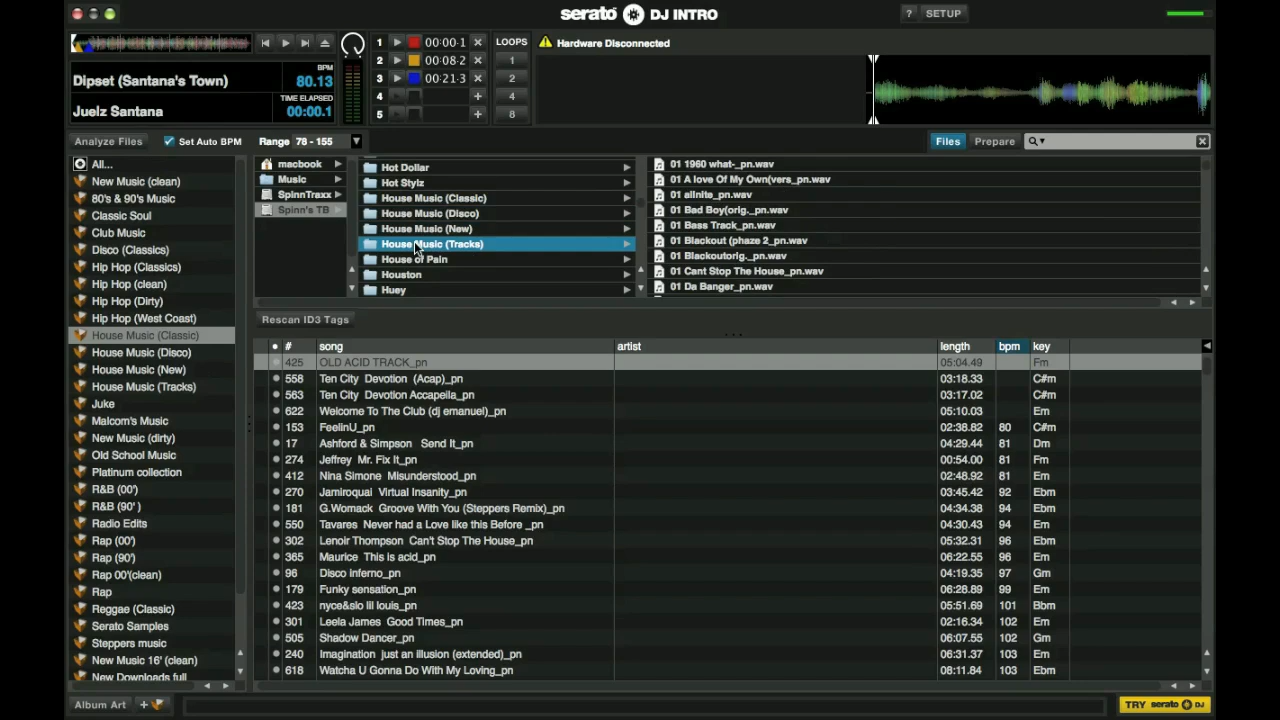 serato DJ INTRO
? SETUP
1 00:00·1 LOOPS
Hardware Disconnected
2 00:08·2 1
3 00:21·3 2
4 4
5 8
BPM
Dipset (Santana's Town) 80.13
TIME ELAPSED
Juelz Santana 00:00.1
Analyze Files Set Auto BPM Range 78 - 155 Files Prepare
All...
New Music (clean)
80's & 90's Music
Classic Soul
Club Music
Disco (Classics)
Hip Hop (Classics)
Hip Hop (clean)
Hip Hop (Dirty)
Hip Hop (West Coast)
House Music (Classic)
House Music (Disco)
House Music (New)
House Music (Tracks)
Juke
Malcom's Music
New Music (dirty)
Old School Music
Platinum collection
R&B (00')
R&B (90' )
Radio Edits
Rap (00')
Rap (90')
Rap 00'(clean)
Rap
Reggae (Classic)
Serato Samples
Steppers music
New Music 16' (clean)
New Downloads full
macbook
Music
SpinnTraxx
Spinn's TB
Hot Dollar
Hot Stylz
House Music (Classic)
House Music (Disco)
House Music (New)
House Music (Tracks)
House of Pain
Houston
Huey
01 1960 what-_pn.wav
01 A love Of My Own(vers_pn.wav
01 allnite_pn.wav
01 Bad Boy(orig._pn.wav
01 Bass Track_pn.wav
01 Blackout (phaze 2_pn.wav
01 Blackoutorig._pn.wav
01 Cant Stop The House_pn.wav
01 Da Banger_pn.wav
Rescan ID3 Tags
# song artist length bpm key
425 OLD ACID TRACK_pn 05:04.49 Fm
558 Ten City Devotion (Acap)_pn 03:18.33 C#m
563 Ten City Devotion Accapella_pn 03:17.02 C#m
622 Welcome To The Club (dj emanuel)_pn 05:10.03 Em
153 FeelinU_pn 02:38.82 80 C#m
17 Ashford & Simpson Send It_pn 04:29.44 81 Dm
274 Jeffrey Mr. Fix It_pn 00:54.00 81 Fm
412 Nina Simone Misunderstood_pn 02:48.92 81 Em
270 Jamiroquai Virtual Insanity_pn 03:45.42 92 Ebm
181 G.Womack Groove With You (Steppers Remix)_pn 04:34.38 94 Ebm
550 Tavares Never had a Love like this Before _pn 04:30.43 94 Em
302 Lenoir Thompson Can't Stop The House_pn 05:32.31 96 Ebm
365 Maurice This is acid_pn 06:22.55 96 Em
96 Disco inferno_pn 04:19.35 97 Gm
179 Funky sensation_pn 06:28.89 99 Em
423 nyce&slo lil louis_pn 05:51.69 101 Bbm
301 Leela James Good Times_pn 02:16.34 102 Em
505 Shadow Dancer_pn 06:07.55 102 Gm
240 Imagination just an illusion (extended)_pn 06:31.37 103 Em
618 Watcha U Gonna Do With My Loving_pn 08:11.84 103 Ebm
Album Art
TRY serato DJ